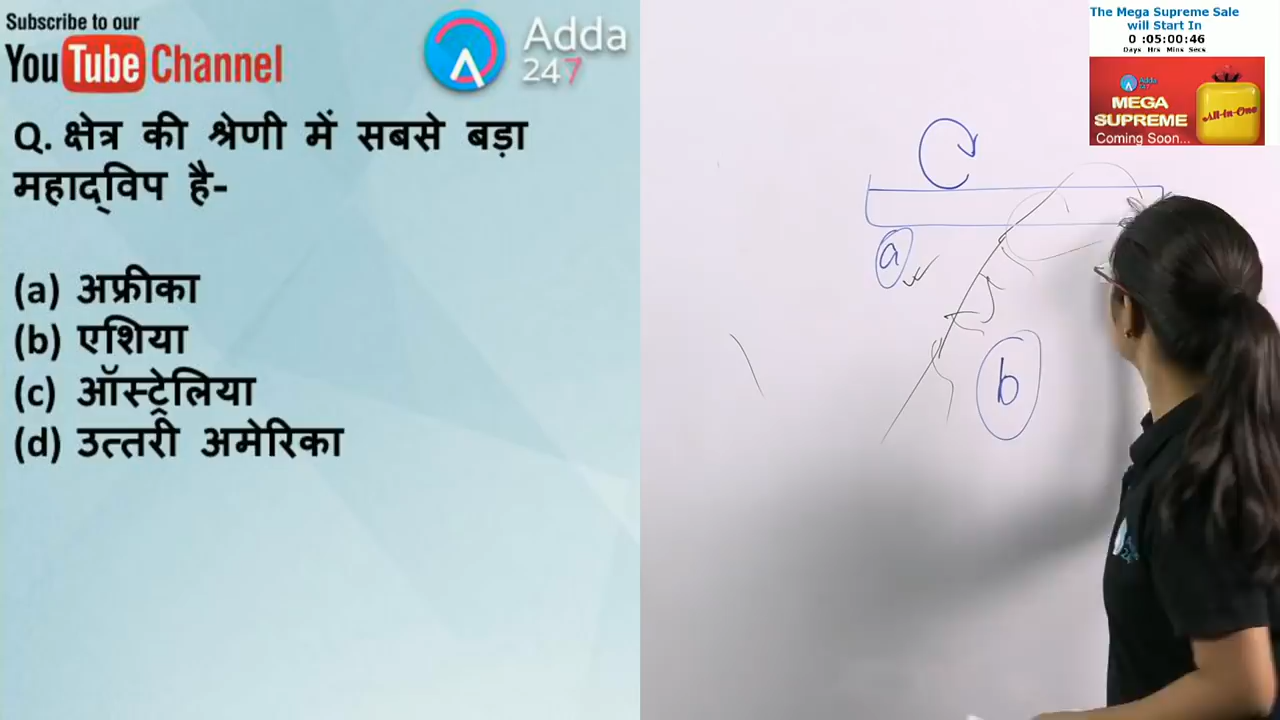 Subscribe to our
YouTube Channel
Adda
247
Q. क्षेत्र की श्रेणी में सबसे बड़ा
महाद्विप है-
(a) अफ्रीका
(b) एशिया
(c) ऑस्ट्रेलिया
(d) उत्तरी अमेरिका
The Mega Supreme Sale
will Start In
0 :05:00:46
Days Hrs Mins Secs
Adda
247
MEGA
SUPREME
Coming Soon...
All-In-One
a
b